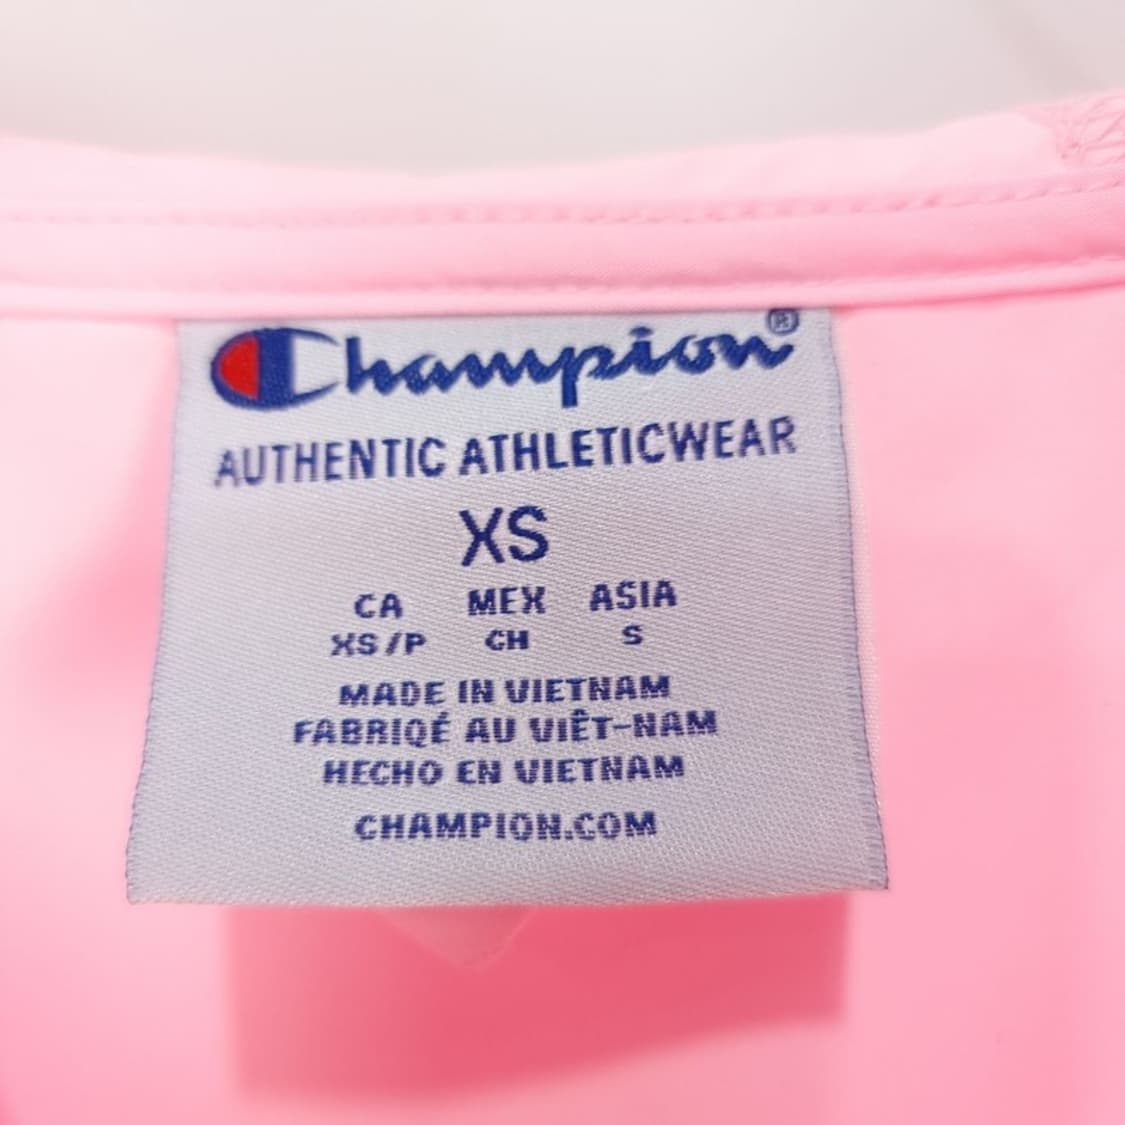 Champion®
AUTHENTIC ATHLETICWEAR
XS
CA MEX ASIA
XS/P CH S
MADE IN VIETNAM
FABRIQÉ AU VIÊT-NAM
HECHO EN VIETNAM
CHAMPION.COM